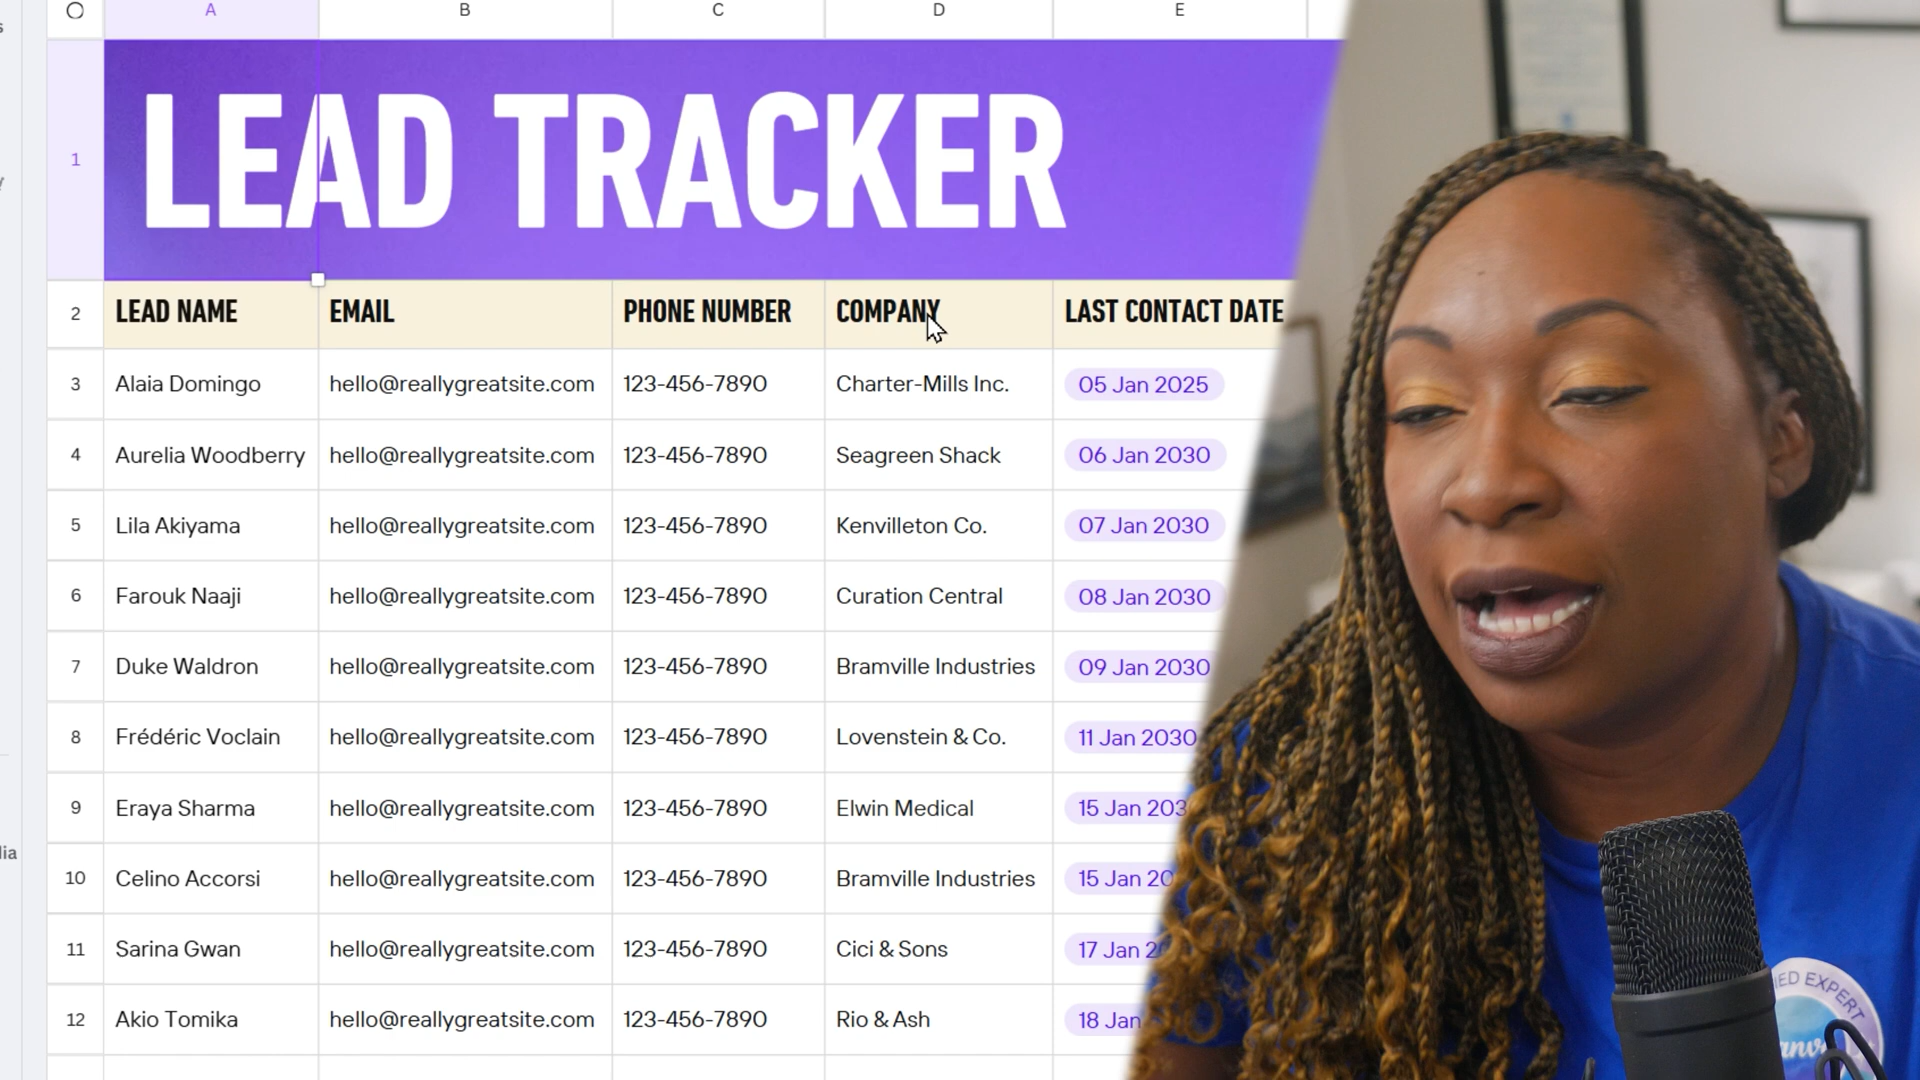 A B C D E
1 LEAD TRACKER
2 LEAD NAME EMAIL PHONE NUMBER COMPANY LAST CONTACT DATE
3 Alaia Domingo hello@reallygreatsite.com 123-456-7890 Charter-Mills Inc. 05 Jan 2025
4 Aurelia Woodberry hello@reallygreatsite.com 123-456-7890 Seagreen Shack 06 Jan 2030
5 Lila Akiyama hello@reallygreatsite.com 123-456-7890 Kenvilleton Co. 07 Jan 2030
6 Farouk Naaji hello@reallygreatsite.com 123-456-7890 Curation Central 08 Jan 2030
7 Duke Waldron hello@reallygreatsite.com 123-456-7890 Bramville Industries 09 Jan 2030
8 Frédéric Voclain hello@reallygreatsite.com 123-456-7890 Lovenstein & Co. 11 Jan 2030
9 Eraya Sharma hello@reallygreatsite.com 123-456-7890 Elwin Medical 15 Jan 203
10 Celino Accorsi hello@reallygreatsite.com 123-456-7890 Bramville Industries 15 Jan 20
11 Sarina Gwan hello@reallygreatsite.com 123-456-7890 Cici & Sons 17 Jan 2
12 Akio Tomika hello@reallygreatsite.com 123-456-7890 Rio & Ash 18 Jan
EXPERT